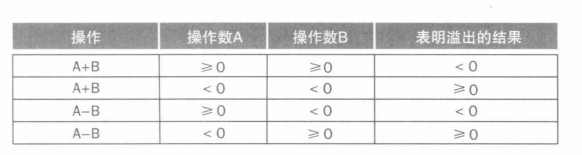 操作 操作数A 操作数B 表明溢出的结果
A+B ≥0 ≥0 <0
A+B <0 <0 ≥0
A−B ≥0 <0 <0
A−B <0 ≥0 ≥0